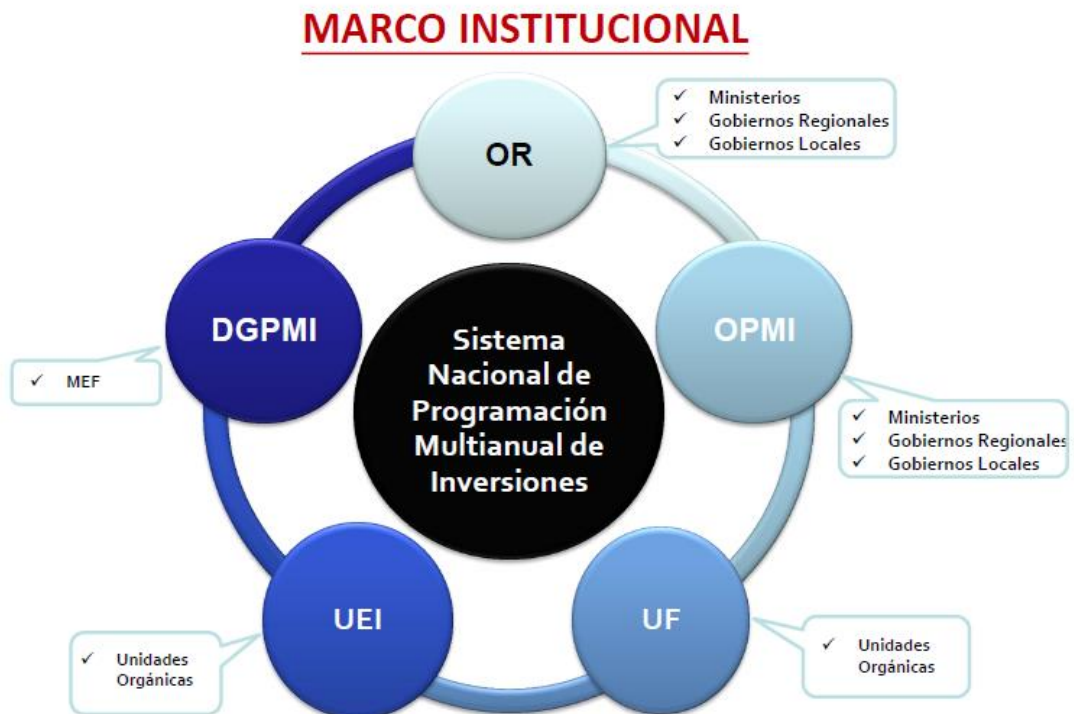 MARCO INSTITUCIONAL
OR
✓ Ministerios
✓ Gobiernos Regionales
✓ Gobiernos Locales
DGPMI
✓ MEF
OPMI
✓ Ministerios
✓ Gobiernos Regionales
✓ Gobiernos Locales
Sistema
Nacional de
Programación
Multianual de
Inversiones
UEI
✓ Unidades
Orgánicas
UF
✓ Unidades
Orgánicas